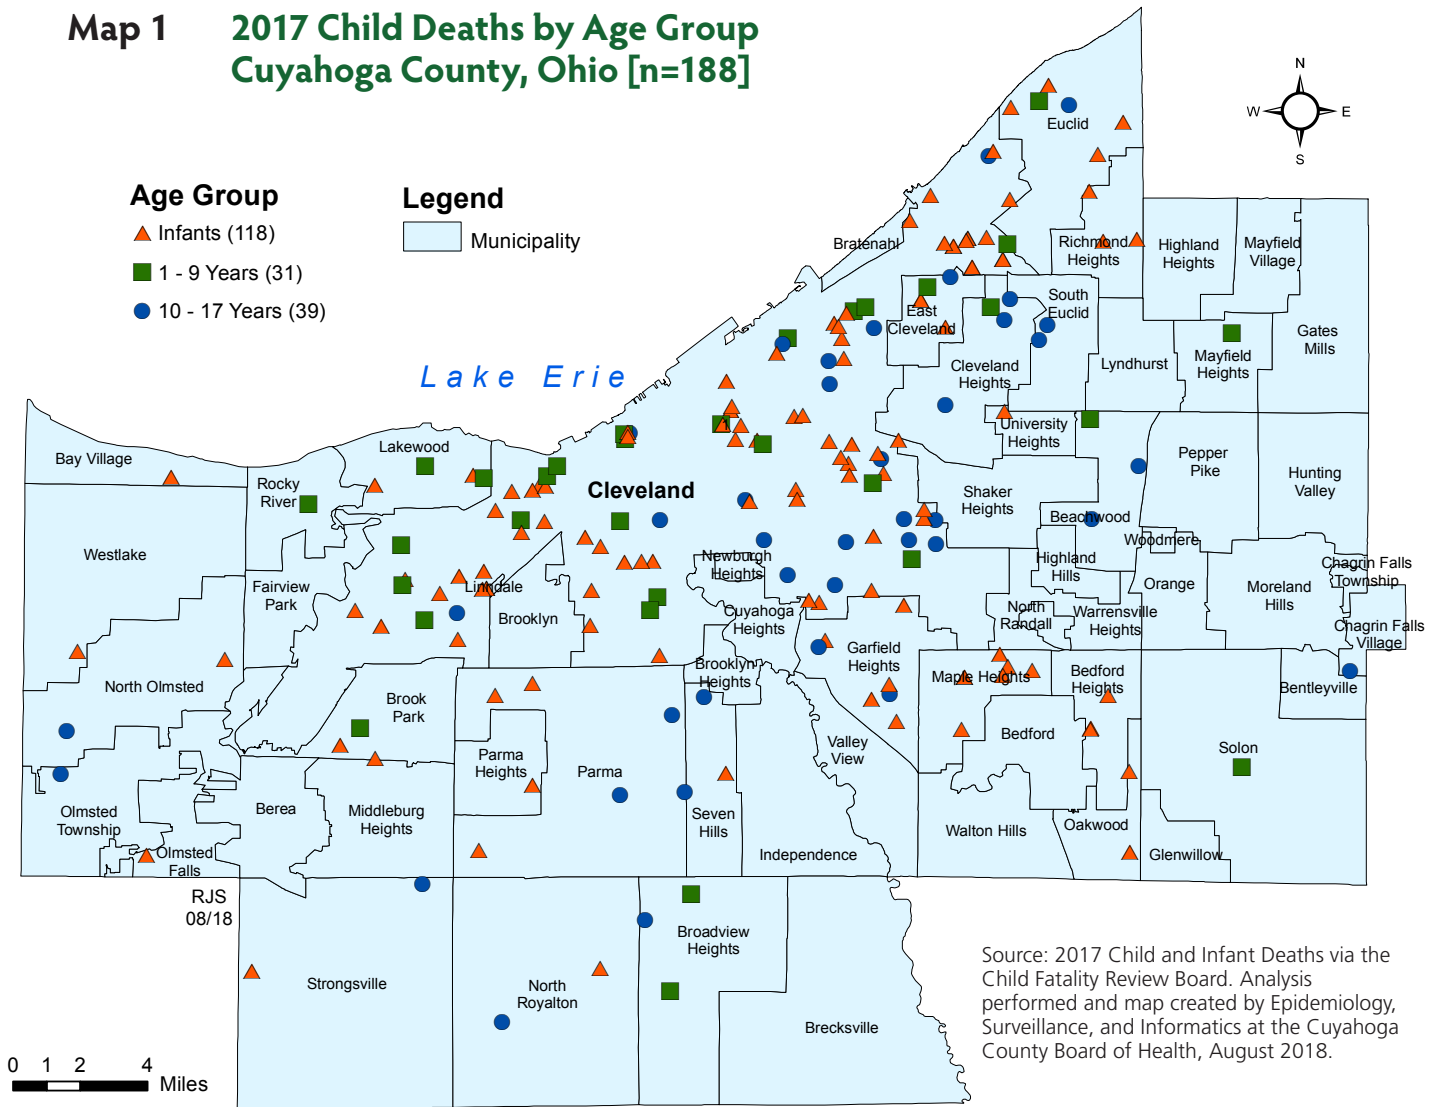 Map 1
2017 Child Deaths by Age Group
Cuyahoga County, Ohio [n=188]
N
W
E
S
Age Group
Infants (118)
1 - 9 Years (31)
10 - 17 Years (39)
Legend
Municipality
Lake Erie
Euclid
Bratenahl
Richmond
Heights
Highland
Heights
Mayfield
Village
East
Cleveland
South
Euclid
Cleveland
Heights
Lyndhurst
Mayfield
Heights
Gates
Mills
University
Heights
Pepper
Pike
Hunting
Valley
Bay Village
Lakewood
Rocky
River
Cleveland
Shaker
Heights
Beachwood
Woodmere
Westlake
Fairview
Park
Linndale
Brooklyn
Newburgh
Heights
Cuyahoga
Heights
Highland
Hills
Orange
Moreland
Hills
Chagrin Falls
Township
Chagrin Falls
Village
North
Randall
Warrensville
Heights
Garfield
Heights
Brooklyn
Heights
Maple Heights
Bedford
Heights
Bentleyville
North Olmsted
Brook
Park
Parma
Heights
Parma
Valley
View
Bedford
Solon
Olmsted
Township
Berea
Middleburg
Heights
Seven
Hills
Walton Hills
Oakwood
Olmsted
Falls
Independence
Glenwillow
RJS
08/18
Strongsville
North
Royalton
Broadview
Heights
Brecksville
Source: 2017 Child and Infant Deaths via the
Child Fatality Review Board. Analysis
performed and map created by Epidemiology,
Surveillance, and Informatics at the Cuyahoga
County Board of Health, August 2018.
0 1 2 4
Miles